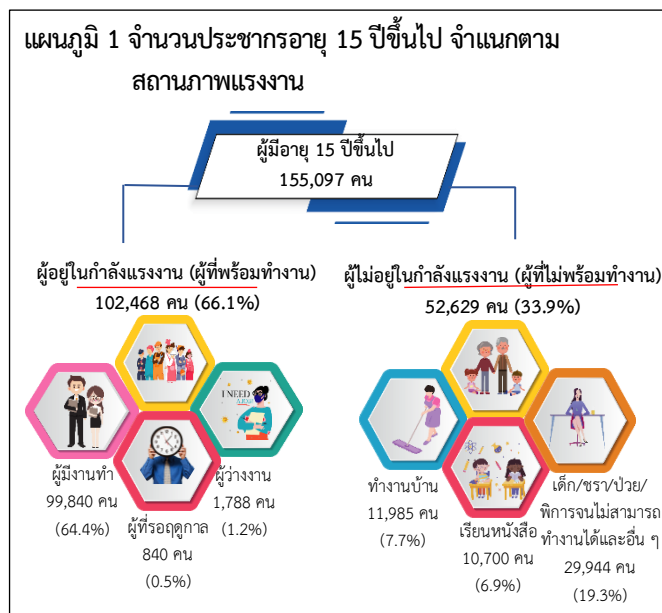 แผนภูมิ 1 จำนวนประชากรอายุ 15 ปีขึ้นไป จำแนกตาม
สถานภาพแรงงาน
ผู้มีอายุ 15 ปีขึ้นไป
155,097 คน
ผู้อยู่ในกำลังแรงงาน (ผู้ที่พร้อมทำงาน)
102,468 คน (66.1%)
ผู้ไม่อยู่ในกำลังแรงงาน (ผู้ที่ไม่พร้อมทำงาน)
52,629 คน (33.9%)
I NEED
ผู้มีงานทำ
99,840 คน
(64.4%)
ผู้ที่รอฤดูกาล
840 คน
(0.5%)
ผู้ว่างงาน
1,788 คน
(1.2%)
ทำงานบ้าน
11,985 คน
(7.7%)
เรียนหนังสือ
10,700 คน
(6.9%)
เด็ก/ชรา/ป่วย/
พิการจนไม่สามารถ
ทำงานได้และอื่น ๆ
29,944 คน
(19.3%)